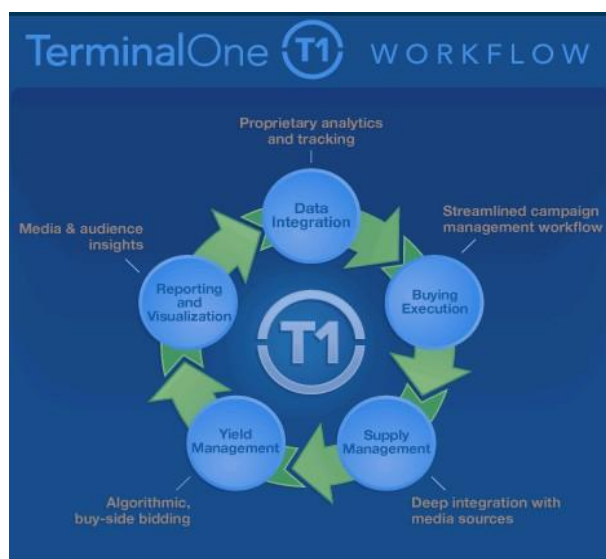 TerminalOne T1 WORKFLOW
Proprietary analytics
and tracking
Data
Integration
Streamlined campaign
management workflow
Buying
Execution
Supply
Management
Deep integration with
media sources
Yield
Management
Algorithmic,
buy-side bidding
Reporting
and
Visualization
Media & audience
insights
T1